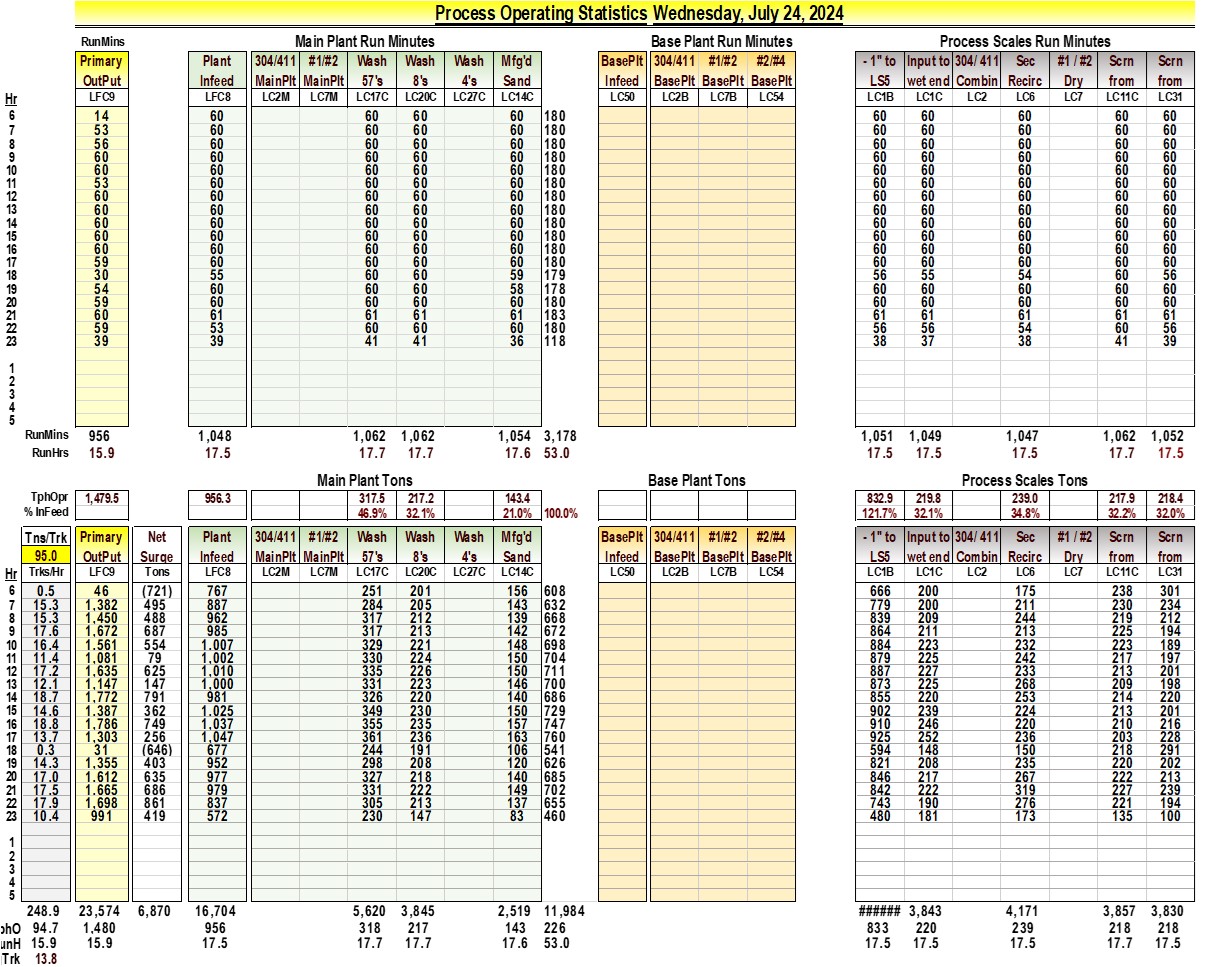 Process Operating Statistics Wednesday, July 24, 2024
RunMins Main Plant Run Minutes Base Plant Run Minutes Process Scales Run Minutes
Primary Plant 304/411 #1/#2 Wash Wash Wash Mfg'd BasePlt 304/411 #1/#2 #2/#4 - 1" to Input to 304/ 411 Sec #1 / #2 Scrn Scrn
OutPut Infeed MainPlt MainPlt 57's 8's 4's Sand Infeed BasePlt BasePlt BasePlt LS5 wet end Combin Recirc Dry from from
Hr LFC9 LFC8 LC2M LC7M LC17C LC20C LC27C LC14C LC50 LC2B LC7B LC54 LC1B LC1C LC2 LC6 LC7 LC11C LC31
6 14 60 60 60 60 180 60 60 60 60 60
7 53 60 60 60 60 180 60 60 60 60 60
8 56 60 60 60 60 180 60 60 60 60 60
9 60 60 60 60 60 180 60 60 60 60 60
10 60 60 60 60 60 180 60 60 60 60 60
11 53 60 60 60 60 180 60 60 60 60 60
12 60 60 60 60 60 180 60 60 60 60 60
13 60 60 60 60 60 180 60 60 60 60 60
14 60 60 60 60 60 180 60 60 60 60 60
15 60 60 60 60 60 180 60 60 60 60 60
16 60 60 60 60 60 180 60 60 60 60 60
17 59 60 60 60 60 180 60 60 60 60 60
18 30 55 60 60 59 179 56 55 54 60 56
19 54 60 60 60 58 178 60 60 60 60 60
20 59 60 60 60 60 180 60 60 60 60 60
21 60 61 61 61 61 183 61 61 61 61 61
22 59 53 60 60 60 180 56 56 54 60 56
23 39 39 41 41 36 118 38 37 38 41 39
1
2
3
4
5
RunMins 956 1,048 1,062 1,062 1,054 3,178 1,051 1,049 1,047 1,062 1,052
RunHrs 15.9 17.5 17.7 17.7 17.6 53.0 17.5 17.5 17.5 17.7 17.5
Main Plant Tons Base Plant Tons Process Scales Tons
TphOpr 1,479.5 956.3 317.5 217.2 143.4 832.9 219.8 239.0 217.9 218.4
% InFeed 46.9% 32.1% 21.0% 100.0% 121.7% 32.1% 34.8% 32.2% 32.0%
Tns/Trk Primary Net Plant 304/411 #1/#2 Wash Wash Wash Mfg'd BasePlt 304/411 #1/#2 #2/#4 - 1" to Input to 304/ 411 Sec #1 / #2 Scrn Scrn
95.0 OutPut Surge Infeed MainPlt MainPlt 57's 8's 4's Sand Infeed BasePlt BasePlt BasePlt LS5 wet end Combin Recirc Dry from from
Hr Trks/Hr LFC9 Tons LFC8 LC2M LC7M LC17C LC20C LC27C LC14C LC50 LC2B LC7B LC54 LC1B LC1C LC2 LC6 LC7 LC11C LC31
6 0.5 46 (721) 767 251 201 156 608 666 200 175 238 301
7 15.3 1,382 495 887 284 205 143 632 779 200 211 230 234
8 15.3 1,450 488 962 317 212 139 668 839 209 244 219 212
9 17.6 1,672 687 985 317 213 142 672 864 211 213 225 194
10 16.4 1,561 554 1,007 329 221 148 698 884 223 232 223 189
11 11.4 1,081 79 1,002 330 224 150 704 879 225 242 217 197
12 17.2 1,635 625 1,010 335 226 150 711 887 227 233 213 201
13 12.1 1,147 147 1,000 331 223 146 700 873 225 268 209 198
14 18.7 1,772 791 981 326 220 140 686 855 220 253 214 220
15 14.6 1,387 362 1,025 349 230 150 729 902 239 224 213 201
16 18.8 1,786 749 1,037 355 235 157 747 910 246 220 210 216
17 13.7 1,303 256 1,047 361 236 163 760 925 252 236 203 228
18 0.3 31 (646) 677 244 191 106 541 594 148 150 218 291
19 14.3 1,355 403 952 298 208 120 626 821 208 235 220 202
20 17.0 1,612 635 977 327 218 140 685 846 217 267 222 213
21 17.5 1,665 686 979 331 222 149 702 842 222 319 227 239
22 17.9 1,698 861 837 305 213 137 655 743 190 276 221 194
23 10.4 991 419 572 230 147 83 460 480 181 173 135 100
1
2
3
4
5
248.9 23,574 6,870 16,704 5,620 3,845 2,519 11,984 ###### 3,843 4,171 3,857 3,830
phO 94.7 1,480 956 318 217 143 226 833 220 239 218 218
unH 15.9 15.9 17.5 17.7 17.7 17.6 53.0 17.5 17.5 17.5 17.7 17.5
Trk 13.8